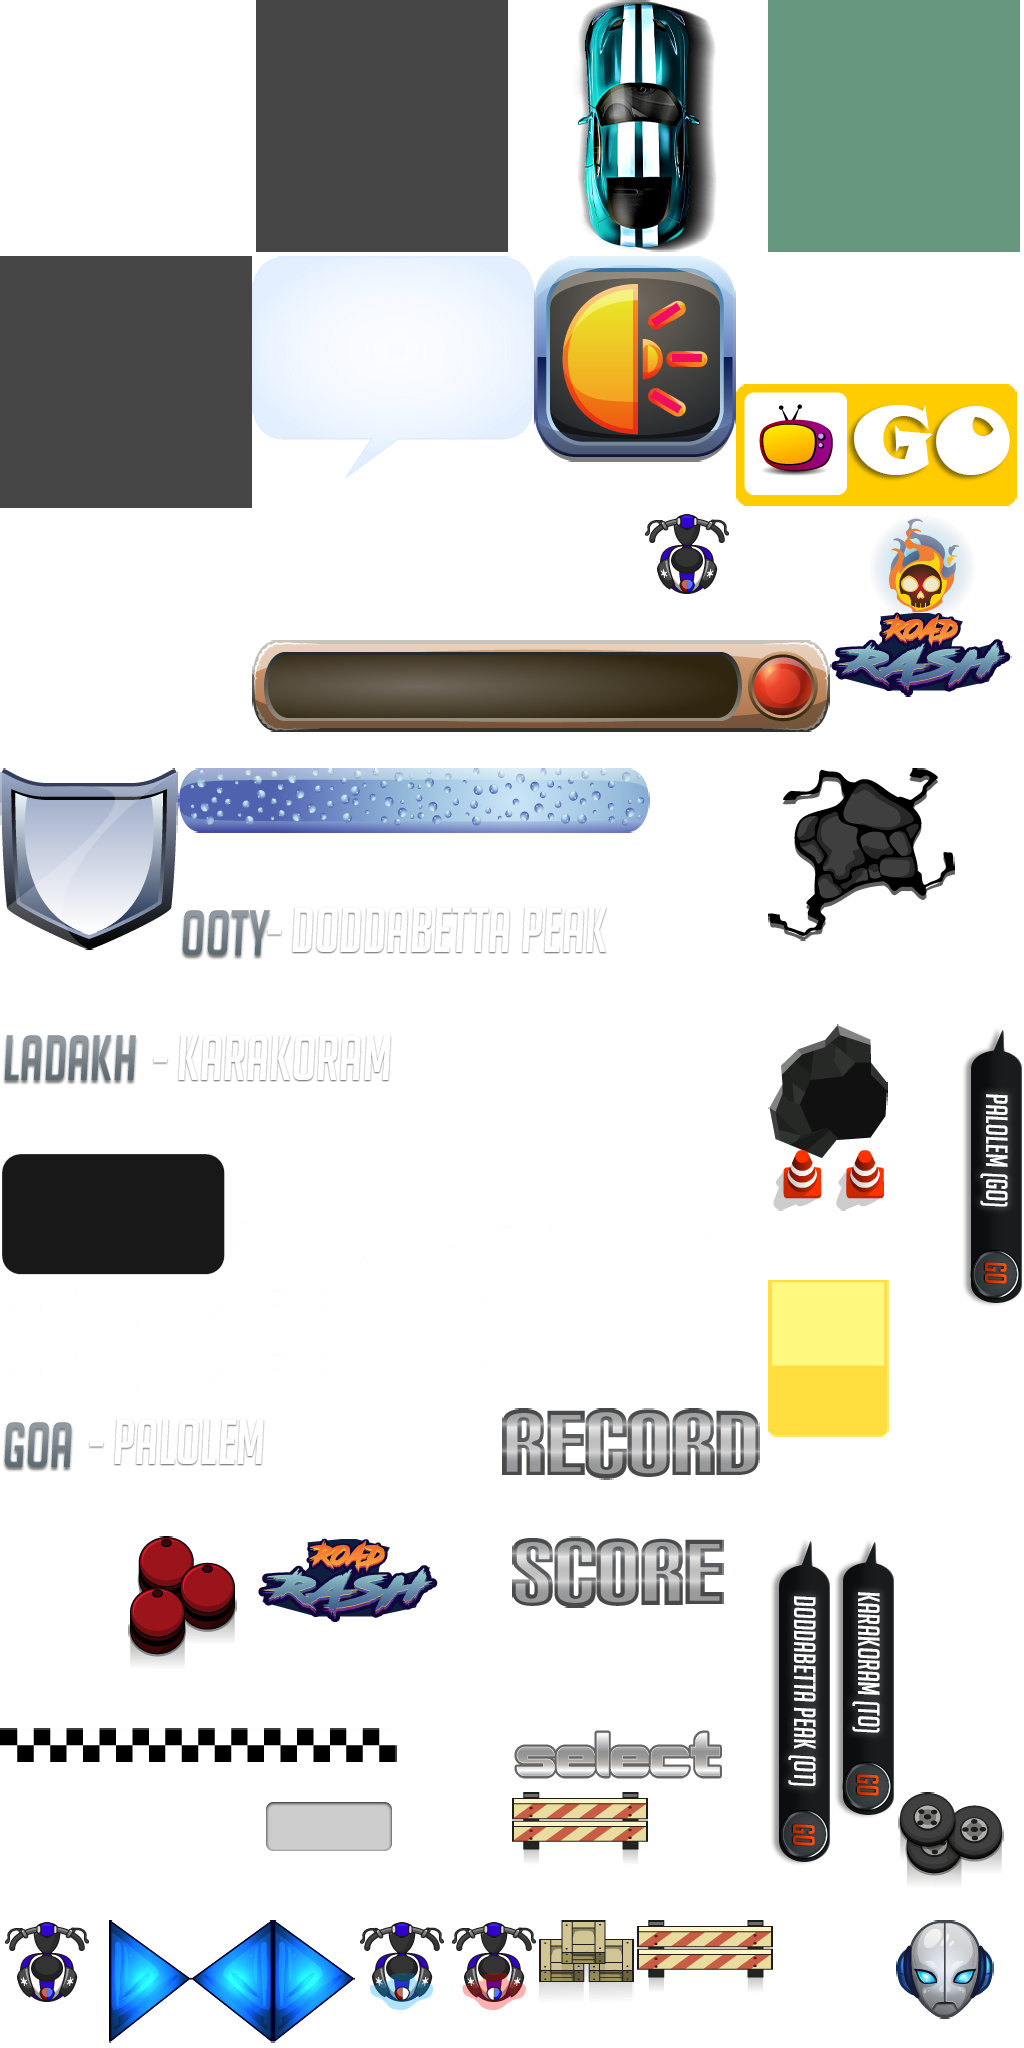 GO
ROAD
RASH
OOTY- DODDABETTA PEAK
LADAKH - KARAKORAM
PALOLEM (GO)
GO
GOA - PALOLEM
RECORD
ROAD
RASH
SCORE
DODDABETTA PEAK (OT)
GO
KARAKORAM (TO)
GO
select